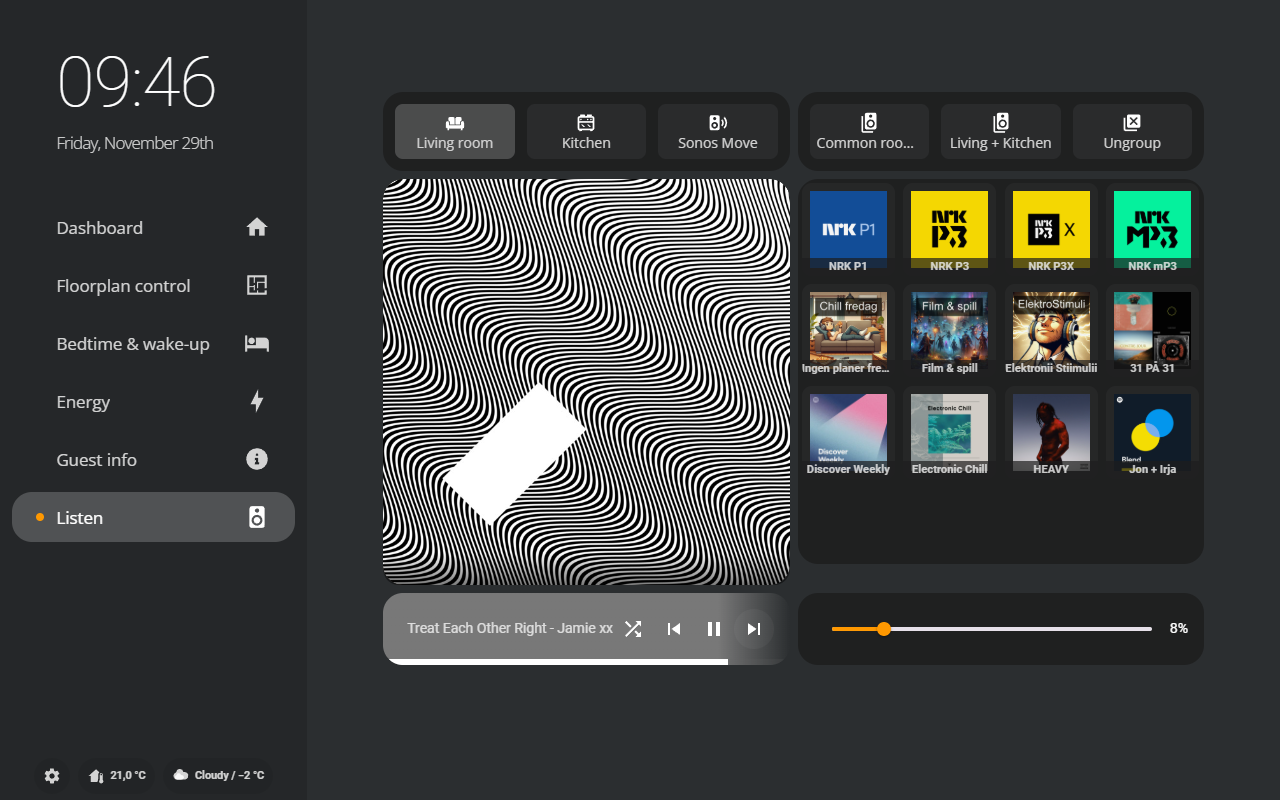 09:46
Friday, November 29th
Dashboard
Floorplan control
Bedtime & wake-up
Energy
Guest info
Listen
21,0 °C
Cloudy / −2 °C
Living room
Kitchen
Sonos Move
Common roo...
Living + Kitchen
Ungroup
NRK P1
NRK P1
NRK P3
NRK P3
NRK P3 X
NRK P3X
NRK MP3
NRK mP3
Chill fredag
Ingen planer fre...
Film & spill
Film & spill
ElektroStimuli
Elektronii Stiimulii
31 PÅ 31
Discover
Weekly
Discover Weekly
Electronic Chill
Electronic Chill
HEAVY
Blend
Jon + Irja
Treat Each Other Right - Jamie xx
8%